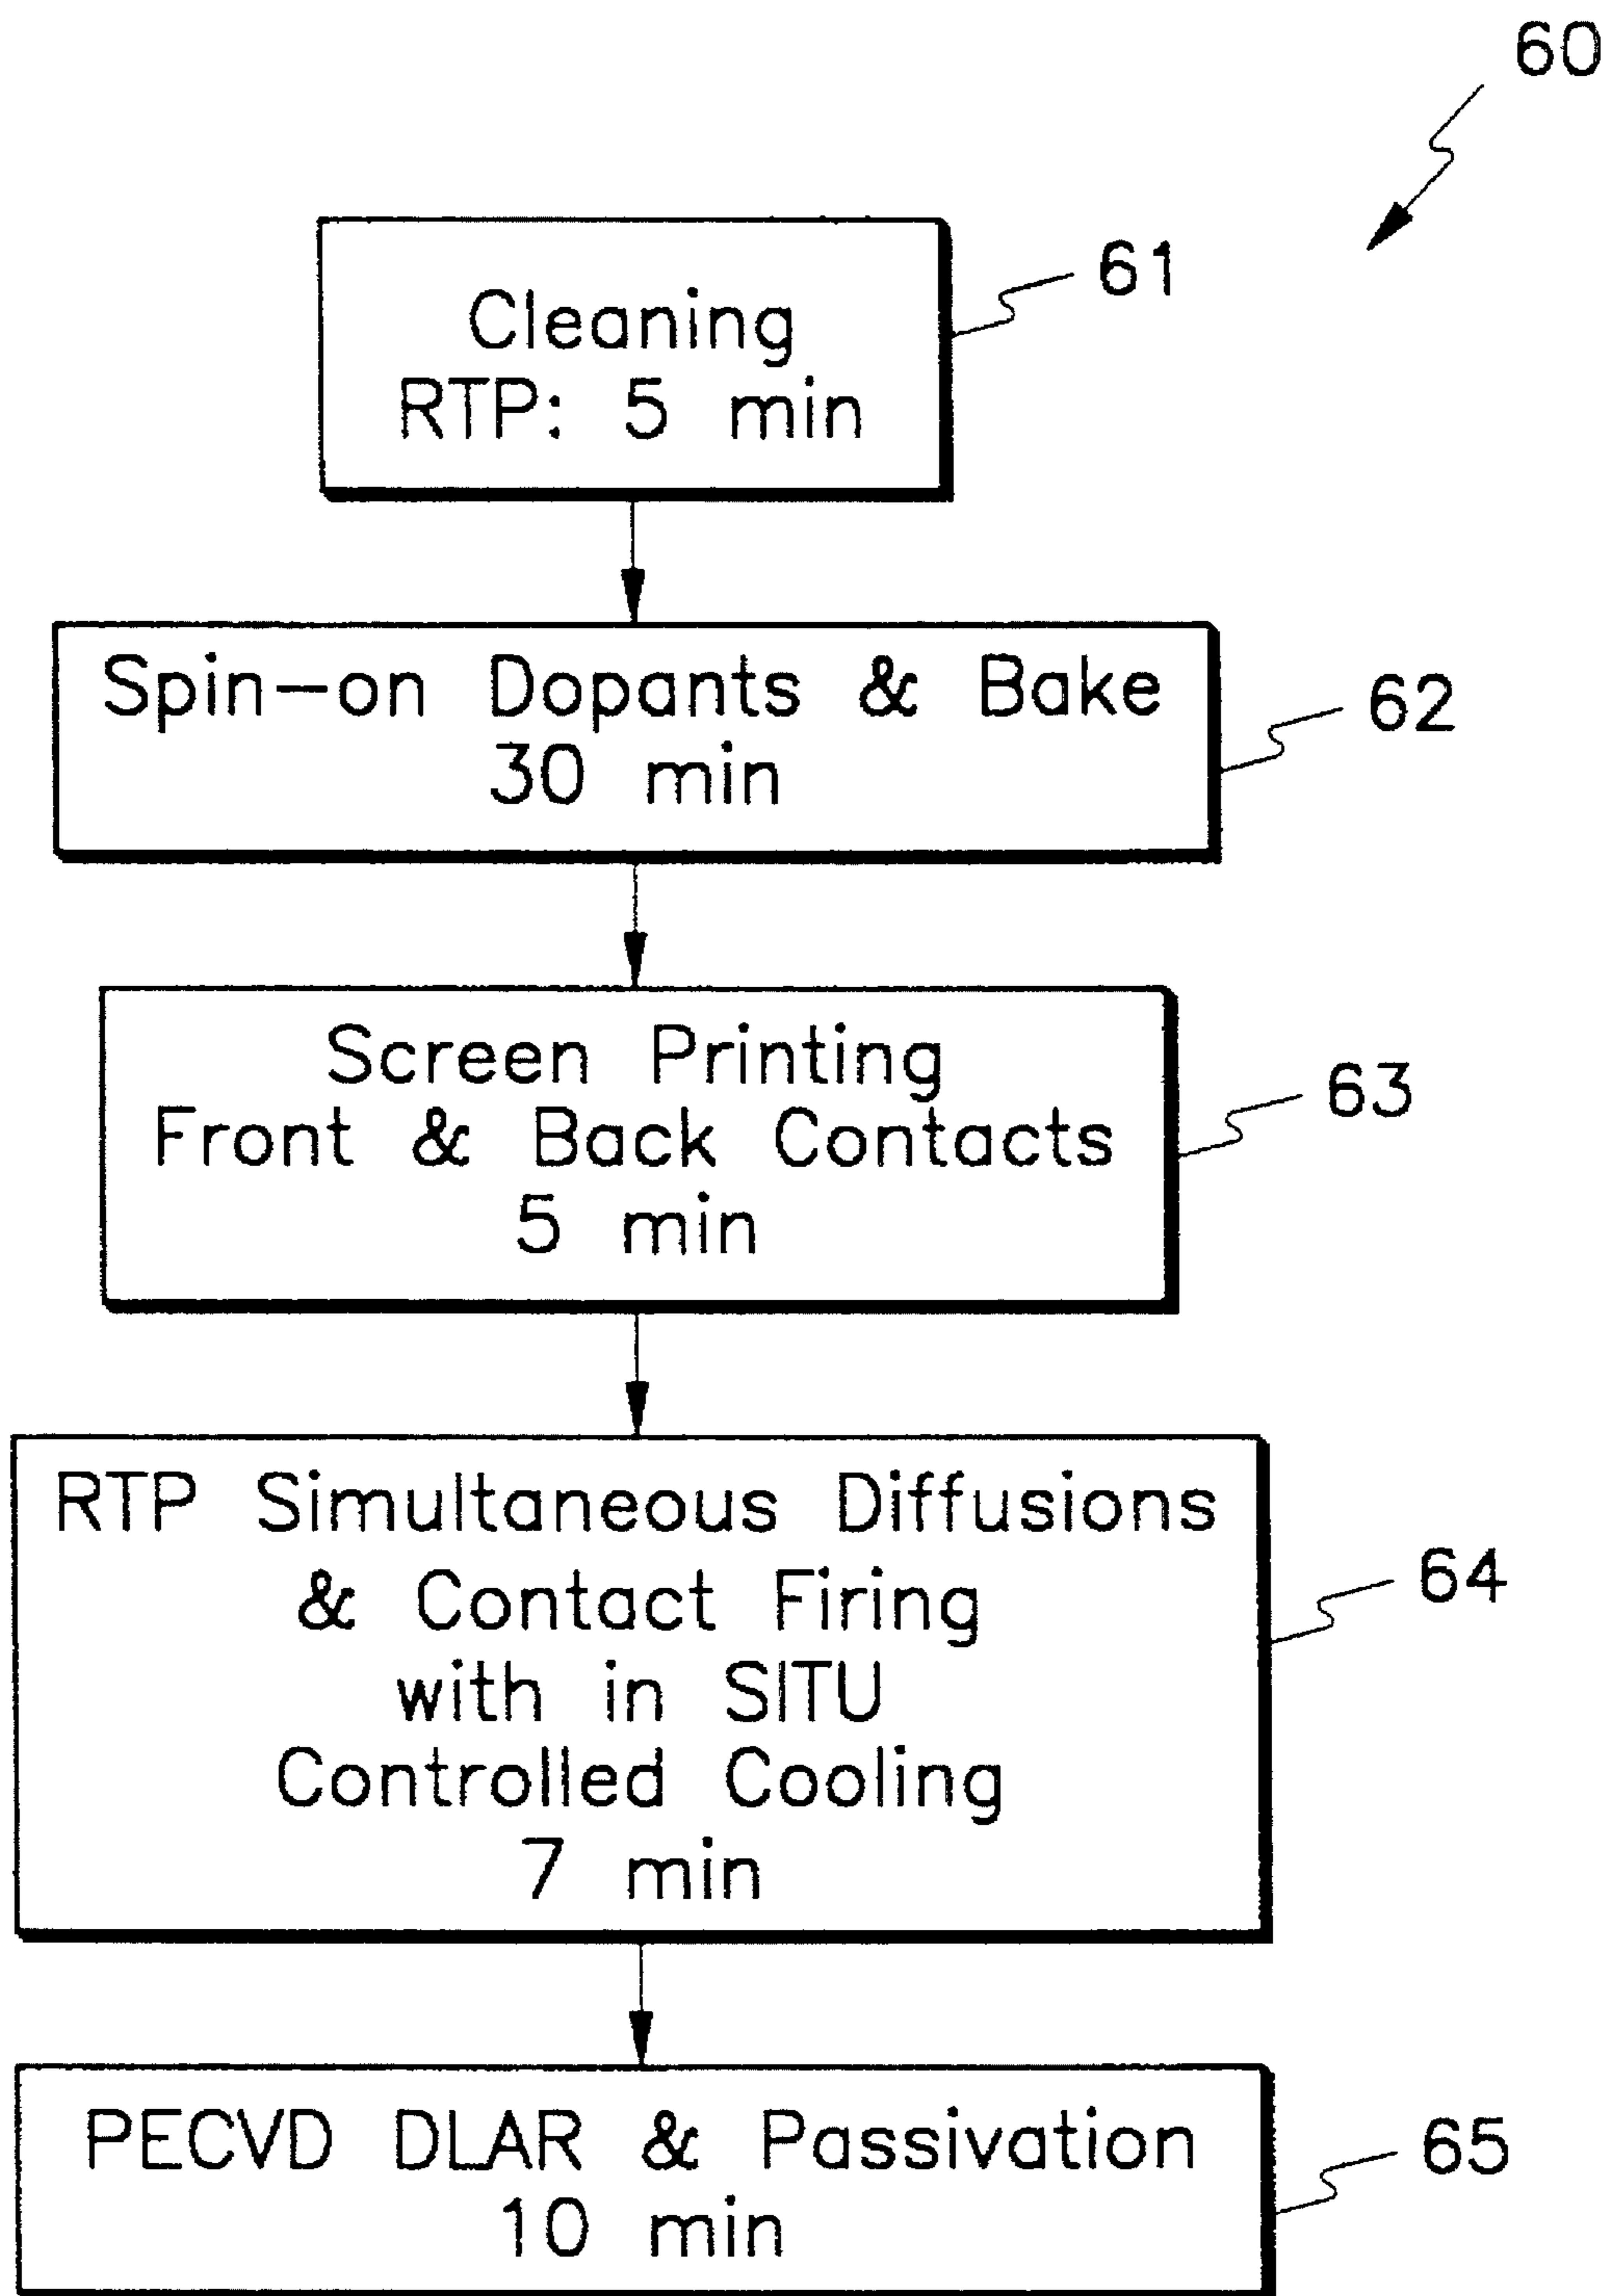 60
Cleaning
RTP: 5 min
61
Spin-on Dopants & Bake
30 min
62
Screen Printing
Front & Back Contacts
5 min
63
RTP Simultaneous Diffusions
& Contact Firing
with in SITU
Controlled Cooling
7 min
64
PECVD DLAR & Passivation
10 min
65